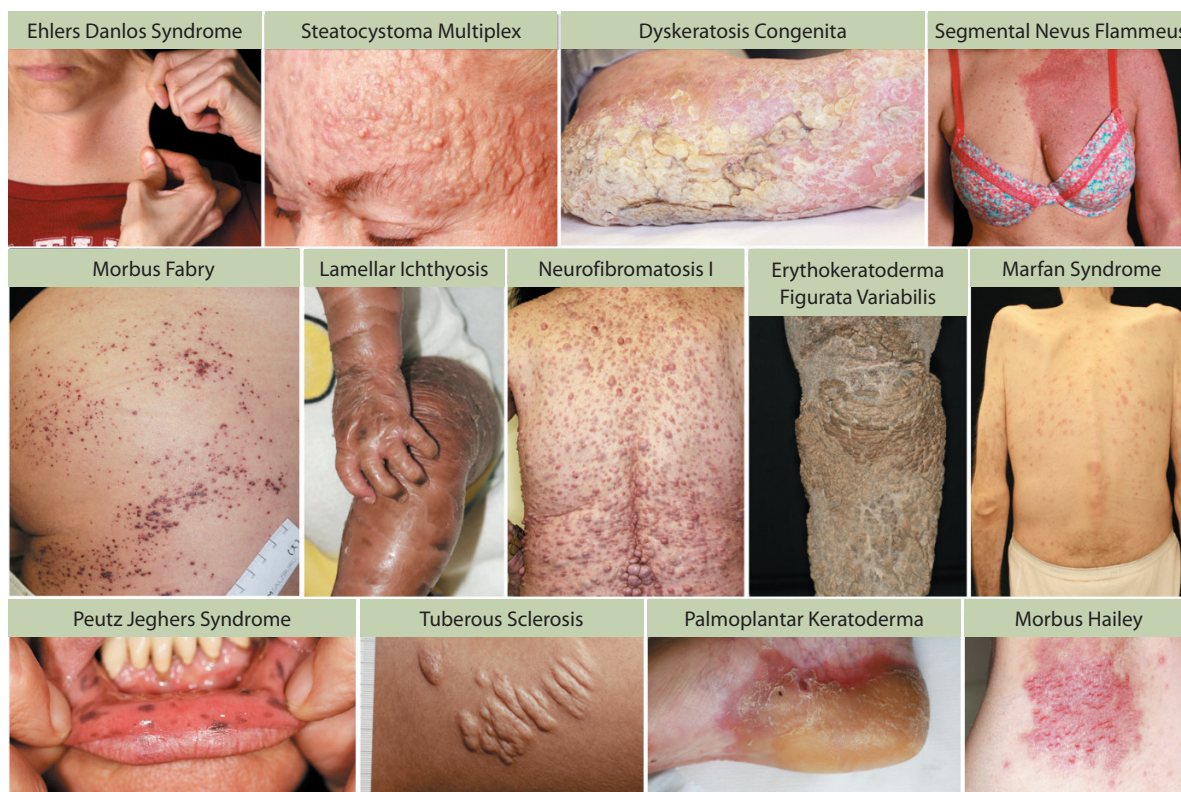 Ehlers Danlos Syndrome
Steatocystoma Multiplex
Dyskeratosis Congenita
Segmental Nevus Flammeus
Morbus Fabry
Lamellar Ichthyosis
Neurofibromatosis I
Erythokeratoderma
Figurata Variabilis
Marfan Syndrome
Peutz Jeghers Syndrome
Tuberous Sclerosis
Palmoplantar Keratoderma
Morbus Hailey